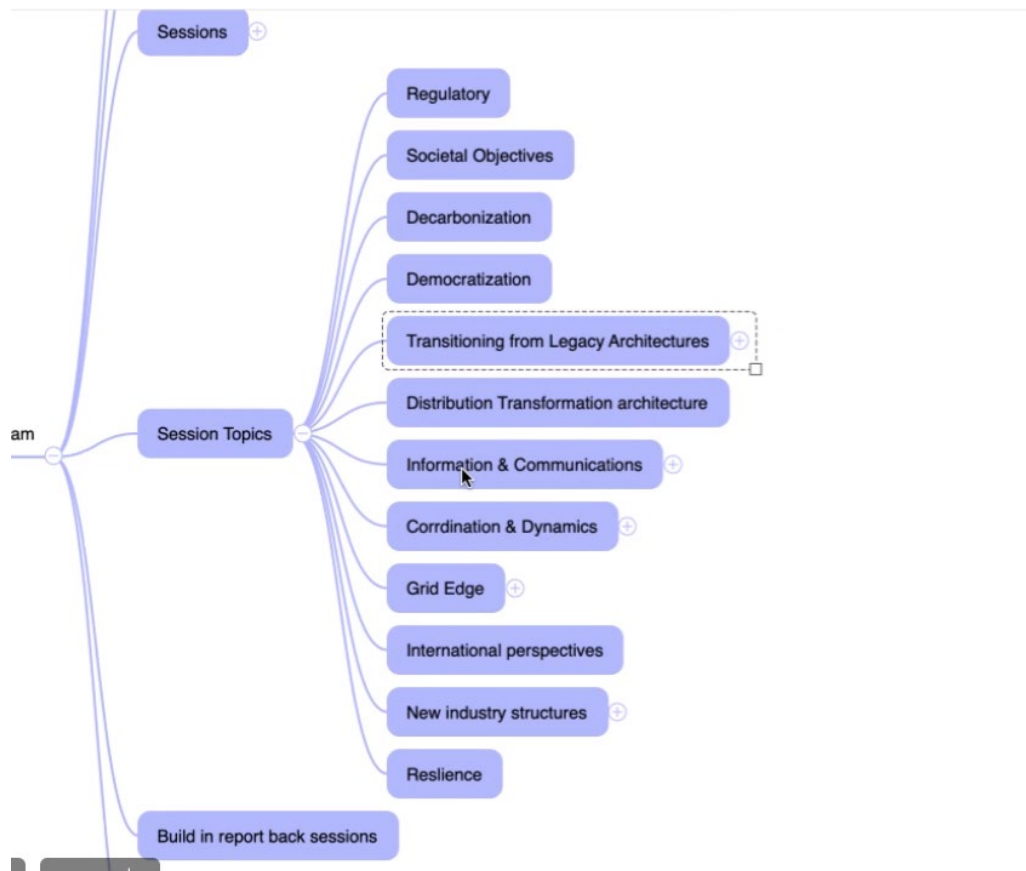 Sessions
Regulatory
Societal Objectives
Decarbonization
Democratization
Transitioning from Legacy Architectures
Distribution Transformation architecture
am
Session Topics
Information & Communications
Corrdination & Dynamics
Grid Edge
International perspectives
New industry structures
Reslience
Build in report back sessions